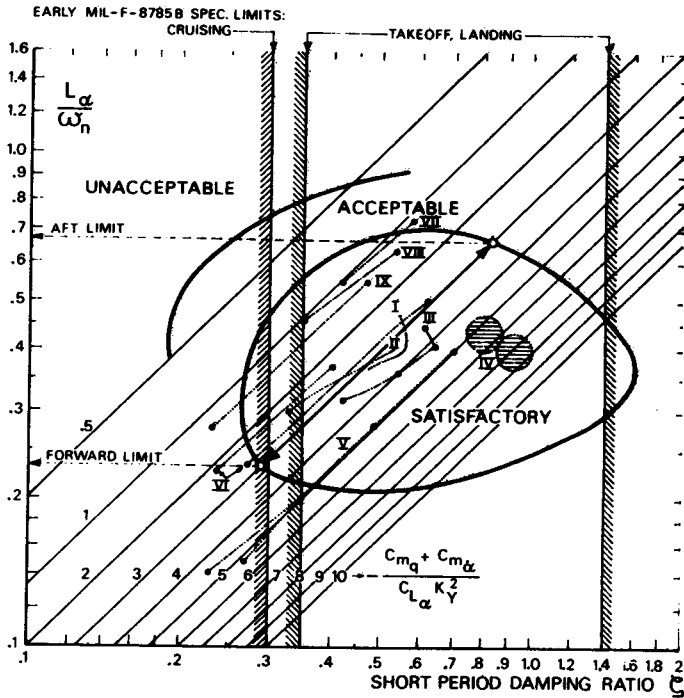 EARLY MIL-F-8785B SPEC. LIMITS:
CRUISING
TAKEOFF, LANDING
1.6
1.4
1.2
1.0
.9
.8
.7
.6
.5
.4
.3
.2
.1
Lα
ωn
UNACCEPTABLE
ACCEPTABLE
AFT LIMIT
VII
VIII
IX
I
III
II
IV
SATISFACTORY
V
.5
FORWARD LIMIT
VI
1
2 3 4 5 6 7 8 9 10
Cmq + Cmα̇
CLα KY²
.1 .2 .3 .4 .5 .6 .8 1.0 1.2 1.4 1.6 1.8 2
SHORT PERIOD DAMPING RATIO